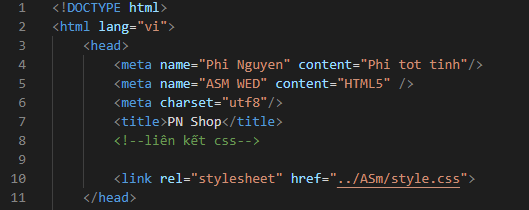 1 <!DOCTYPE html>
2 <html lang="vi">
3 <head>
4 <meta name="Phi Nguyen" content="Phi tot tinh"/>
5 <meta name="ASM WED" content="HTML5" />
6 <meta charset="utf8"/>
7 <title>PN Shop</title>
8 <!--liên kết css-->
9
10 <link rel="stylesheet" href="../ASm/style.css">
11 </head>